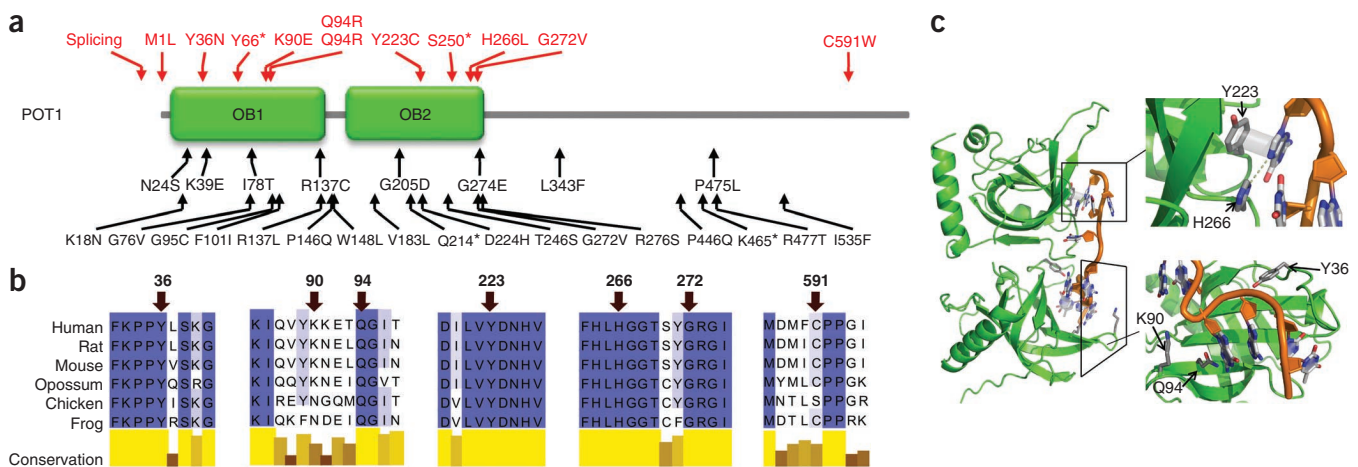 a
Q94R
Splicing M1L Y36N Y66* K90E Q94R Y223C S250* H266L G272V C591W
POT1 OB1 OB2
N24S K39E I78T R137C G205D G274E L343F P475L
K18N G76V G95C F101I R137L P146Q W148L V183L Q214* D224H T246S G272V R276S P446Q K465* R477T I535F
b
36 90 94 223 266 272 591
Human FKPPYLSKG KIQVYKKETQGIT DILVYDNHV FHLHGGTSYGRGI MDMFCPPGI
Rat FKPPYLSKG KIQVYKNELQGIN DILVYDNHV FHLHGGTSYGRGI MDMICPPGI
Mouse FKPPYVSKG KIQVYKNELQGIT DILVYDNHV FHLHGGTSYGRGI MDMICPPGI
Opossum FKPPYQSRG KIQQYKNEIQGVT DILVYDNHV FHLHGGTCYGRGI MYMLCPPGK
Chicken FKPPYISKG KIREYNGQMQGIT DVLVYDNHV FHLHGGTCYGRGI MNTLSPPGR
Frog FKPPYRSKG KIQKFNDEIQGIN DVLVYDNHV FHLHGGTCFGRGI MDTLCPPRK
Conservation
c
Y223
H266
Y36
K90
Q94